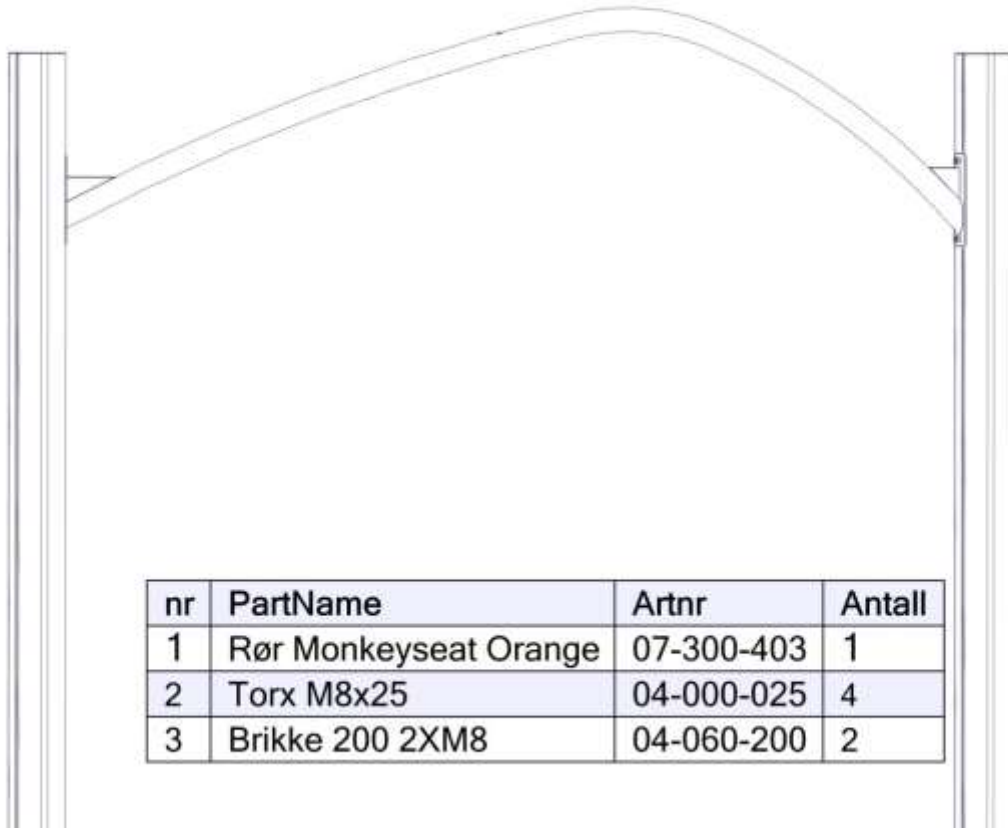 nr PartName Artnr Antall
1 Rør Monkeyseat Orange 07-300-403 1
2 Torx M8x25 04-000-025 4
3 Brikke 200 2XM8 04-060-200 2